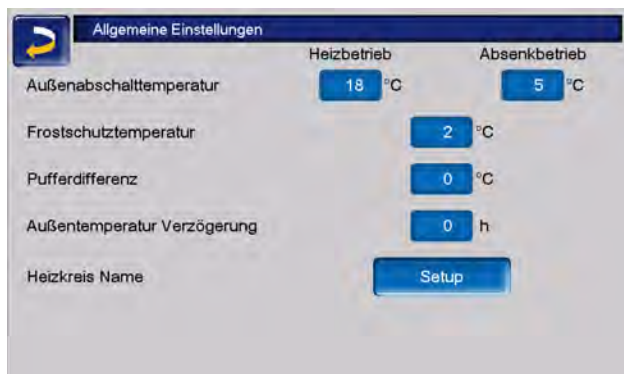 Allgemeine Einstellungen
Heizbetrieb Absenkbetrieb
Außenabschalttemperatur 18 °C 5 °C
Frostschutztemperatur 2 °C
Pufferdifferenz 0 °C
Außentemperatur Verzögerung 0 h
Heizkreis Name Setup